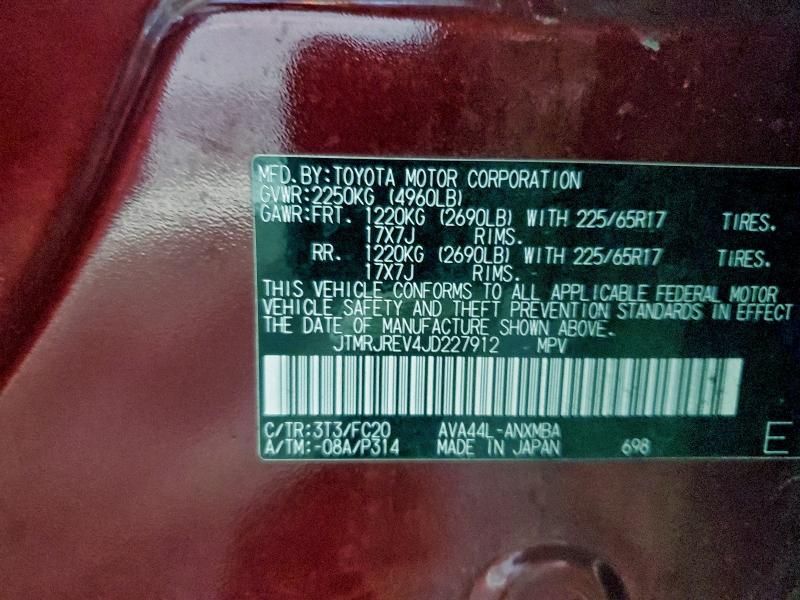 MFD. BY: TOYOTA MOTOR CORPORATION
GVWR: 2250KG (4960LB)
GAWR: FRT. 1220KG (2690LB) WITH 225/65R17 TIRES.
17X7J RIMS.
RR. 1220KG (2690LB) WITH 225/65R17 TIRES.
17X7J RIMS.
THIS VEHICLE CONFORMS TO ALL APPLICABLE FEDERAL MOTOR
VEHICLE SAFETY AND THEFT PREVENTION STANDARDS IN EFFECT
THE DATE OF MANUFACTURE SHOWN ABOVE.
JTMRJREV4JD227912 MPV
C/TR: 3T3/FC20 AVA44L-ANXMBA
A/TM: -08A/P314 MADE IN JAPAN 698 E